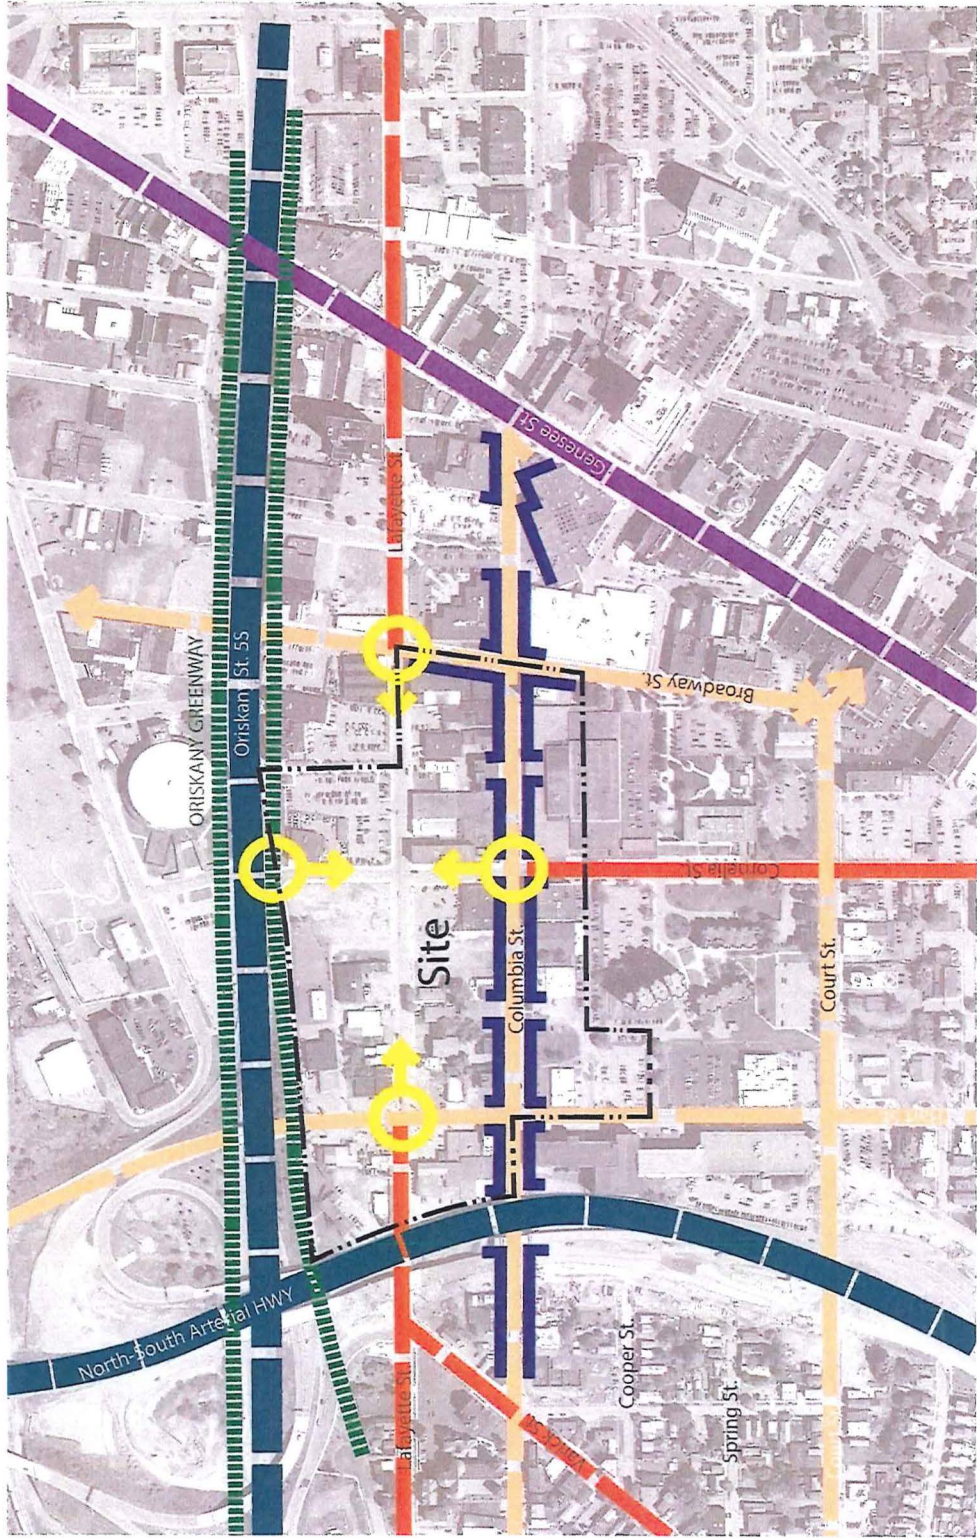 ORISKANY GREENWAY
Oriskany St. 5S
North-South Arterial HWY
Lafayette St.
Lafayette St.
Genesee St.
Site
Columbia St.
Broadway St.
Cornelia St.
Court St.
Cooper St.
Varick St.
Spring St.